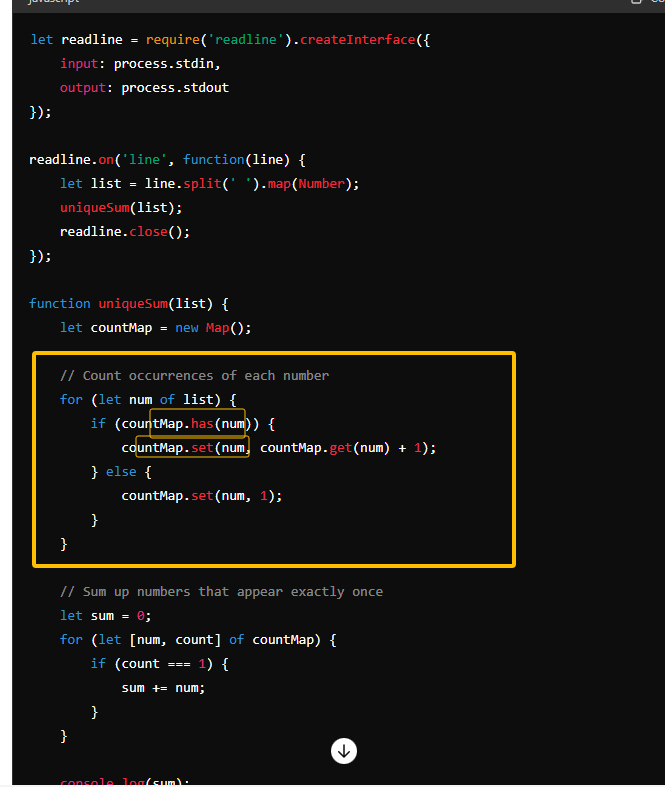 javascript
let readline = require('readline').createInterface({
    input: process.stdin,
    output: process.stdout
});

readline.on('line', function(line) {
    let list = line.split(' ').map(Number);
    uniqueSum(list);
    readline.close();
});

function uniqueSum(list) {
    let countMap = new Map();

    // Count occurrences of each number
    for (let num of list) {
        if (countMap.has(num)) {
            countMap.set(num, countMap.get(num) + 1);
        } else {
            countMap.set(num, 1);
        }
    }

    // Sum up numbers that appear exactly once
    let sum = 0;
    for (let [num, count] of countMap) {
        if (count === 1) {
            sum += num;
        }
    }

    console.log(sum);